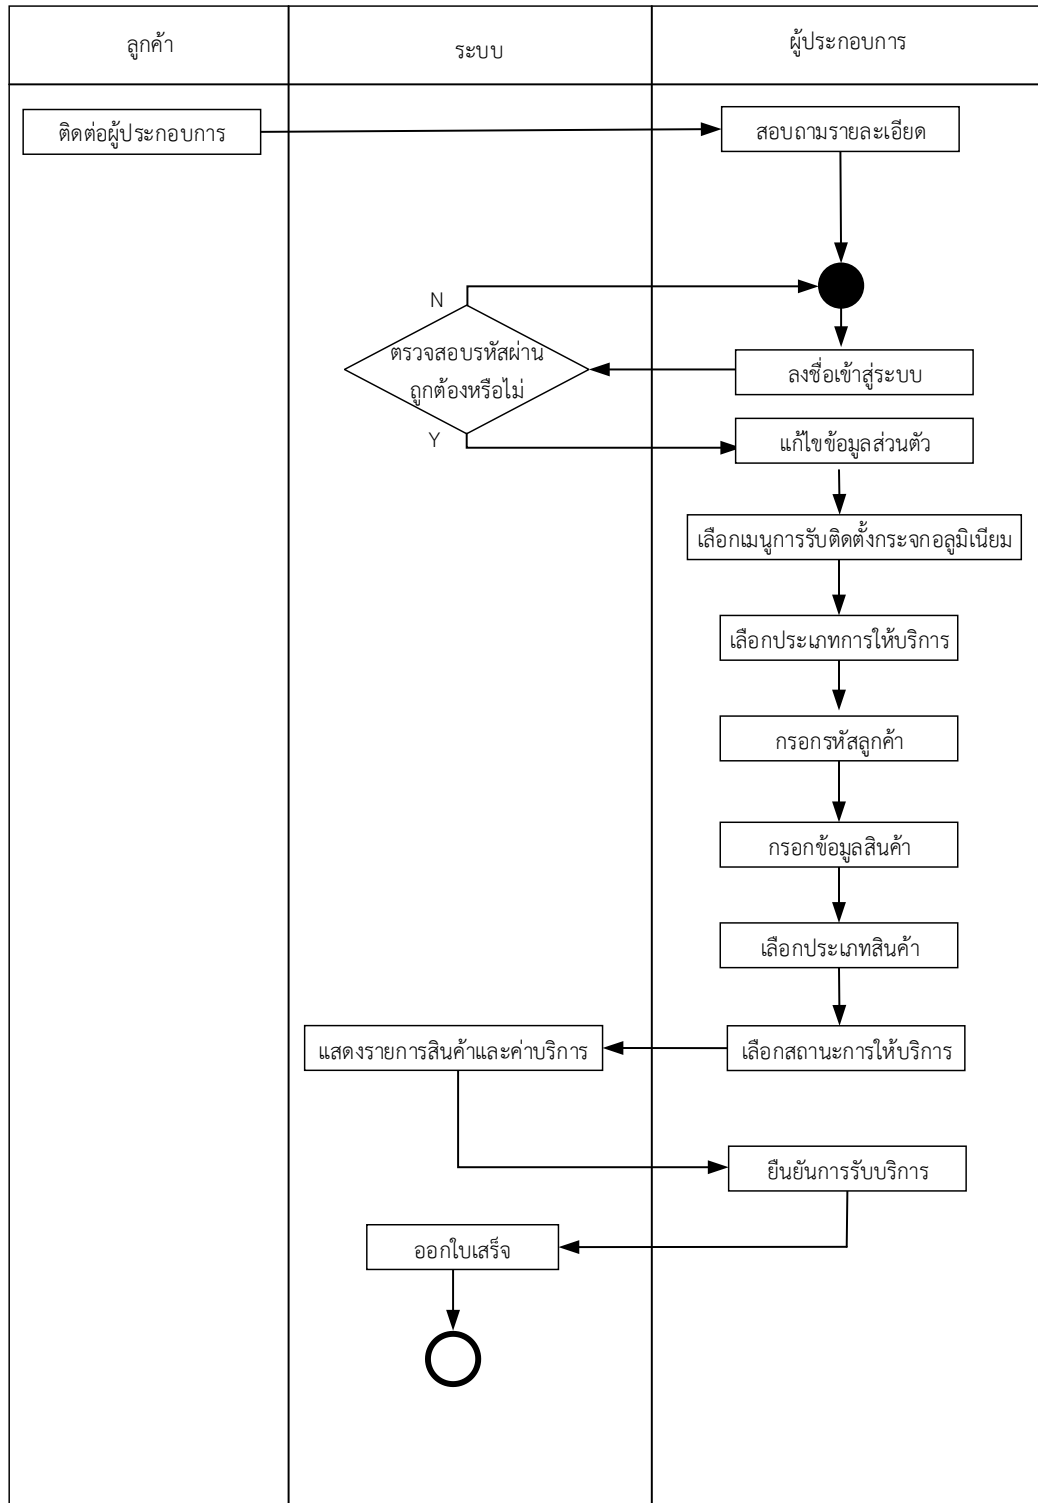 ลูกค้า
ระบบ
ผู้ประกอบการ
ติดต่อผู้ประกอบการ
สอบถามรายละเอียด
N
ตรวจสอบรหัสผ่าน
ถูกต้องหรือไม่
ลงชื่อเข้าสู่ระบบ
Y
แก้ไขข้อมูลส่วนตัว
เลือกเมนูการรับติดตั้งกระจกอลูมิเนียม
เลือกประเภทการให้บริการ
กรอกรหัสลูกค้า
กรอกข้อมูลสินค้า
เลือกประเภทสินค้า
แสดงรายการสินค้าและค่าบริการ
เลือกสถานะการให้บริการ
ยืนยันการรับบริการ
ออกใบเสร็จ